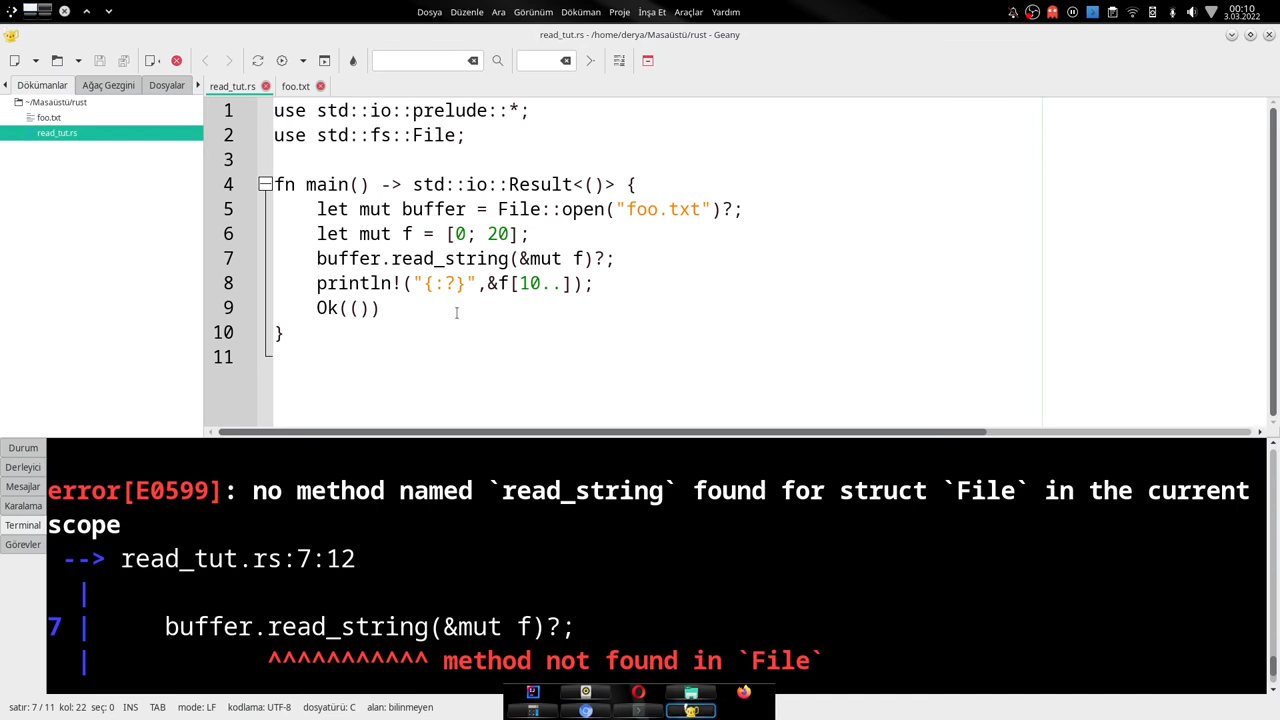 Dosya Düzenle Ara Görünüm Döküman Proje İnşa Et Araçlar Yardım
00:10
3.03.2022
read_tut.rs - /home/derya/Masaüstü/rust - Geany
Dökümanlar Ağaç Gezgini Dosyalar
read_tut.rs foo.txt
~/Masaüstü/rust
foo.txt
read_tut.rs
1 use std::io::prelude::*;
2 use std::fs::File;
3
4 fn main() -> std::io::Result<()> {
5 let mut buffer = File::open("foo.txt")?;
6 let mut f = [0; 20];
7 buffer.read_string(&mut f)?;
8 println!("{:?}",&f[10..]);
9 Ok(())
10 }
11
Durum
Derleyici
Mesajlar
Karalama
Terminal
Görevler
error[E0599]: no method named `read_string` found for struct `File` in the current
scope
--> read_tut.rs:7:12
|
7 | buffer.read_string(&mut f)?;
| ^^^^^^^^^^^ method not found in `File`
satır: 7 / 11 kol: 22 seç: 0 INS TAB mode: LF kodlama: UTF-8 dosyatürü: C alan: bilinmeyen